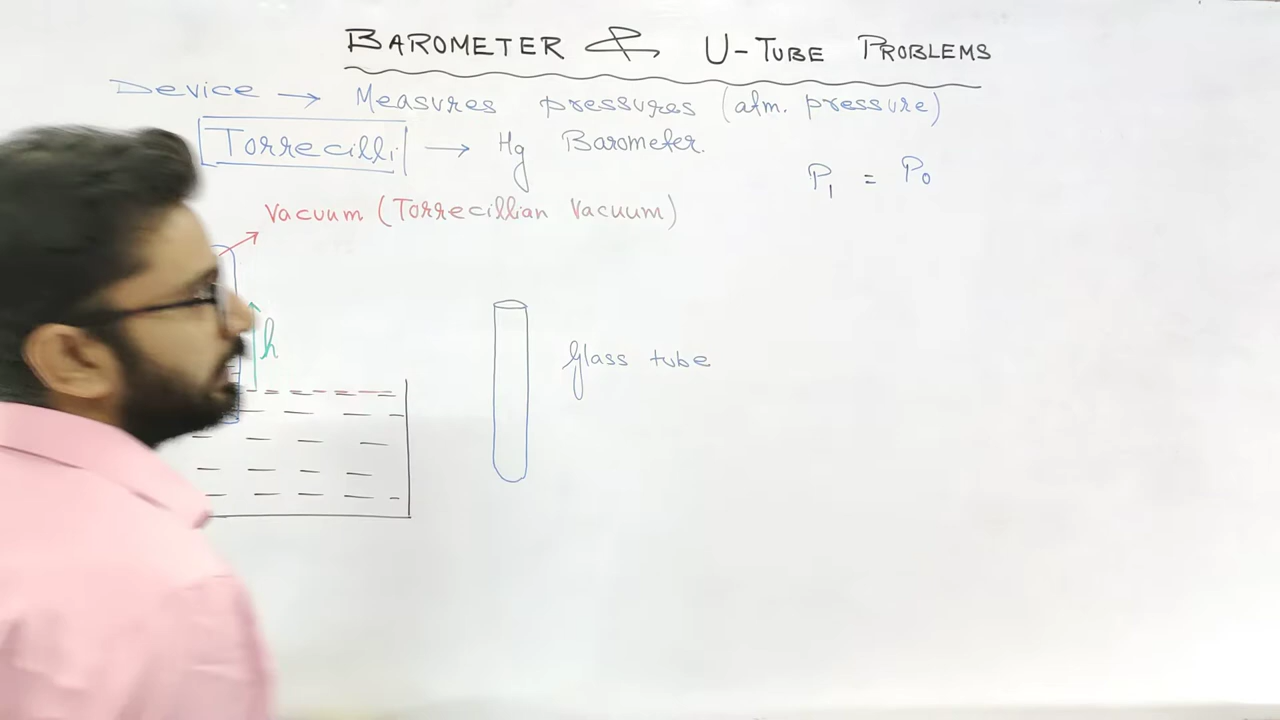 BAROMETER & U-TUBE PROBLEMS
Device → Measures pressures (atm. pressure)
Torrecilli → Hg Barometer.
P₁ = P₀
Vacuum (Torrecillian Vacuum)
h
Glass tube